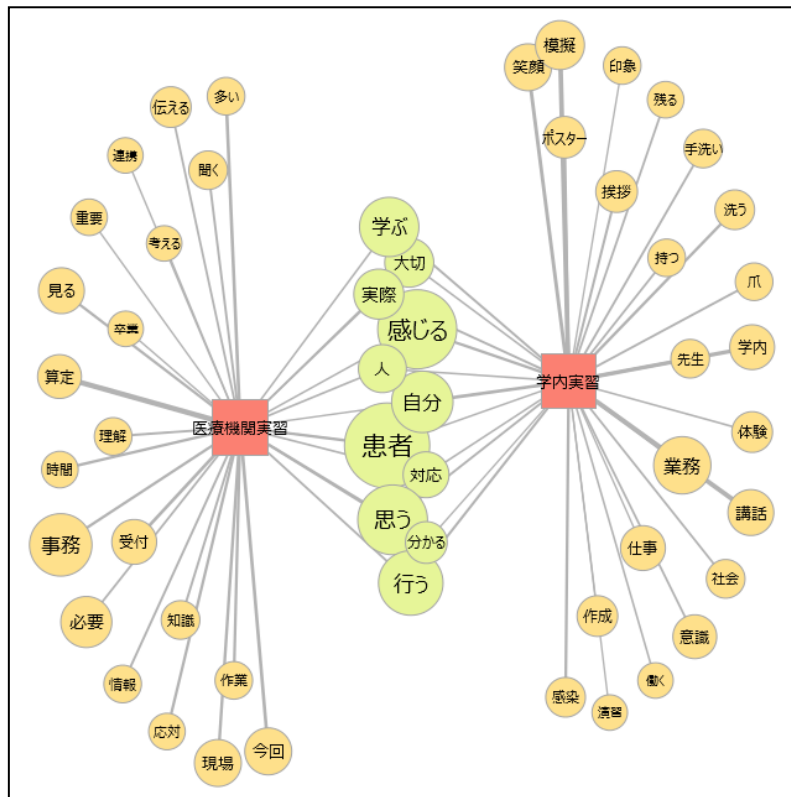 多い
伝える
連携
聞く
重要
考える
見る
卒業
算定
医療機関実習
理解
時間
事務
受付
必要
知識
情報
作業
応対
現場
今回
学ぶ
大切
実際
感じる
人
自分
患者
対応
思う
分かる
行う
模擬
笑顔
印象
残る
ポスター
手洗い
挨拶
洗う
持つ
爪
学内
先生
学内実習
体験
業務
講話
仕事
社会
作成
意識
働く
感染
演習